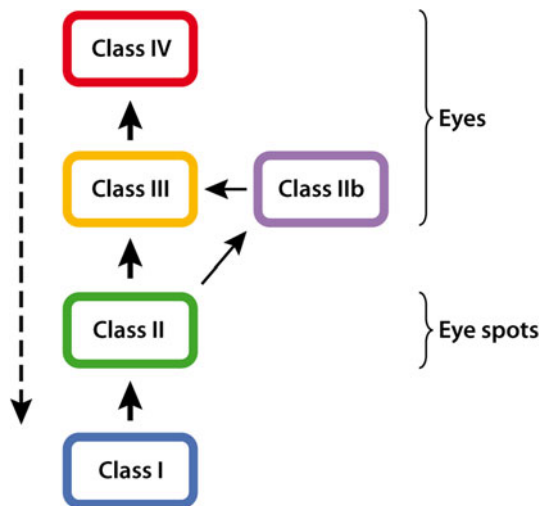 Class IV
Eyes
Class III
Class IIb
Class II
Eye spots
Class I